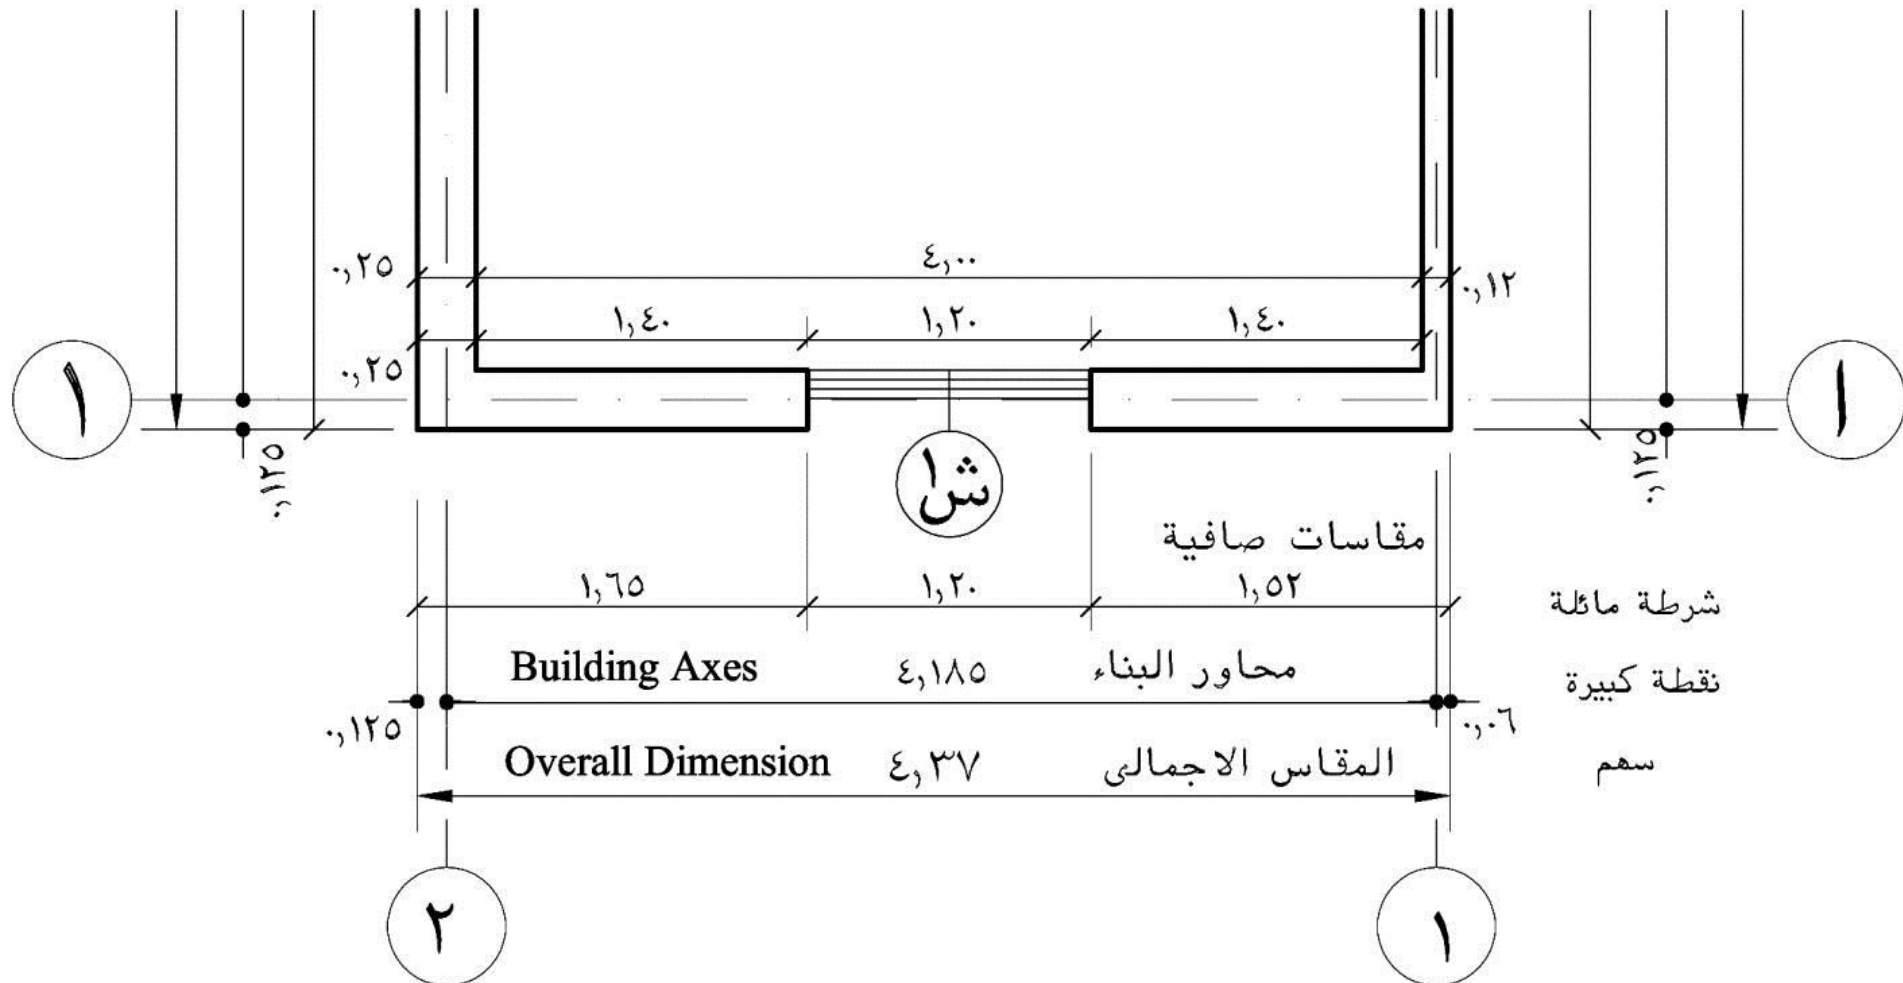 ٠,٢٥ ٤,٠٠ ٠,١٢
١,٤٠ ١,٢٠ ١,٤٠
٠,٢٥
١ ا
٠,١٢٥ ش١ ٠,١٢٥
مقاسات صافية
١,٦٥ ١,٢٠ ١,٥٢
شرطة مائلة
Building Axes ٤,١٨٥ محاور البناء
نقطة كبيرة
٠,١٢٥ ٠,٠٦
Overall Dimension ٤,٣٧ المقاس الاجمالى
سهم
٢ ١